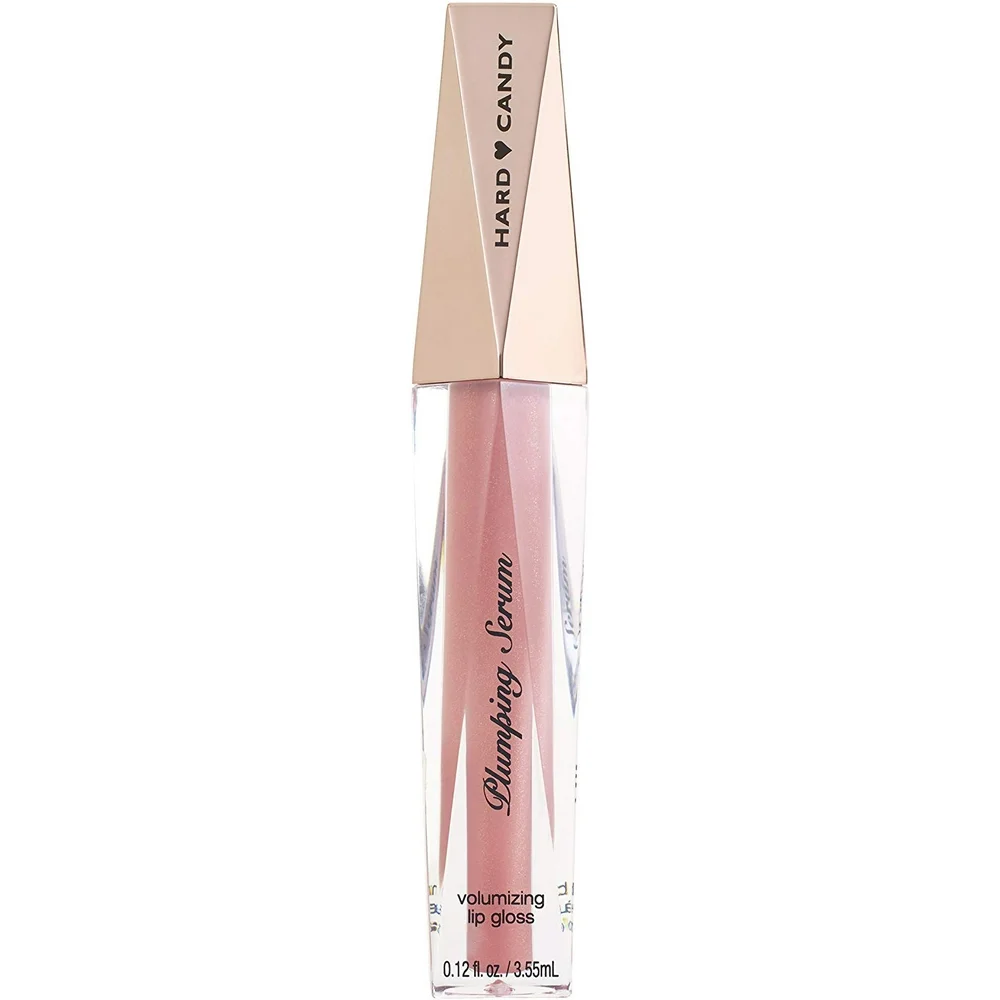 HARD ♥ CANDY
Plumping Serum
volumizing
lip gloss
0.12 fl. oz. / 3.55mL